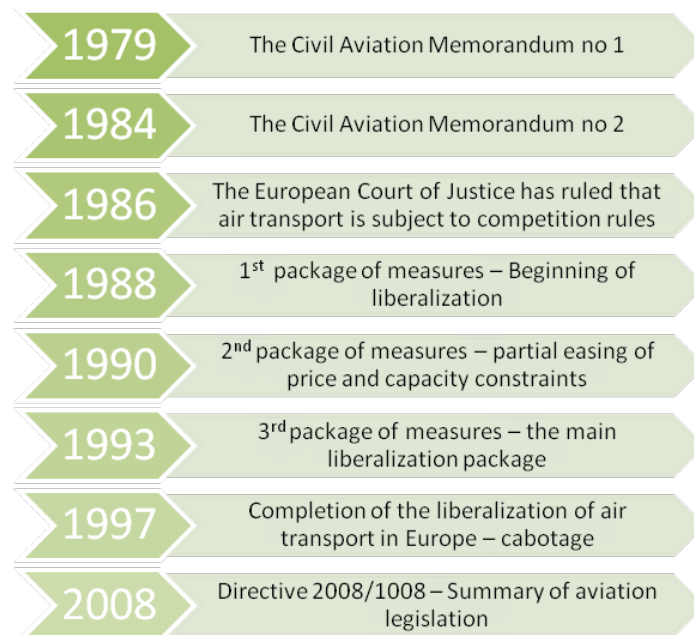 1979
The Civil Aviation Memorandum no 1
1984
The Civil Aviation Memorandum no 2
1986
The European Court of Justice has ruled that
air transport is subject to competition rules
1988
1st package of measures – Beginning of
liberalization
1990
2nd package of measures – partial easing of
price and capacity constraints
1993
3rd package of measures – the main
liberalization package
1997
Completion of the liberalization of air
transport in Europe – cabotage
2008
Directive 2008/1008 – Summary of aviation
legislation